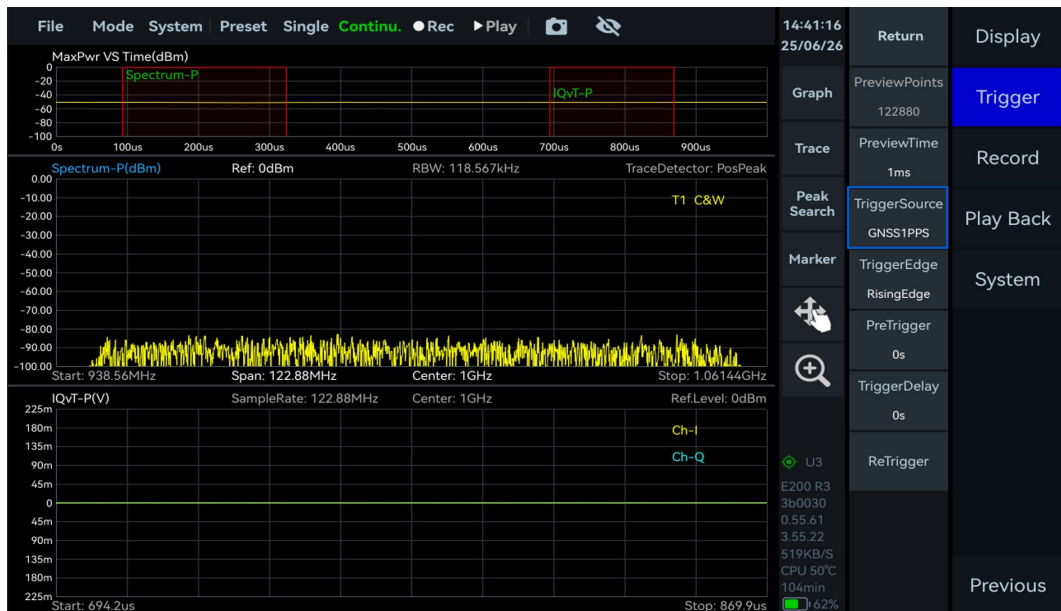 File Mode System Preset Single Continu. Rec Play
MaxPwr VS Time(dBm)
0
-20
-40
-60
-80
-100
Spectrum-P
IQvT-P
0s 100us 200us 300us 400us 500us 600us 700us 800us 900us
Spectrum-P(dBm) Ref: 0dBm RBW: 118.567kHz TraceDetector: PosPeak
0.00
-10.00
-20.00
-30.00
-40.00
-50.00
-60.00
-70.00
-80.00
-90.00
-100.00
T1 C&W
Start: 938.56MHz Span: 122.88MHz Center: 1GHz Stop: 1.06144GHz
IQvT-P(V) SampleRate: 122.88MHz Center: 1GHz Ref.Level: 0dBm
225m
180m
135m
90m
45m
0
45m
90m
135m
180m
225m
Ch-I
Ch-Q
Start: 694.2us Stop: 869.9us
14:41:16
25/06/26
Graph
Trace
Peak
Search
Marker
U3
E200 R3
3b0030
0.55.61
3.55.22
519KB/S
CPU 50°C
104min
62%
Return
PreviewPoints
122880
PreviewTime
1ms
TriggerSource
GNSS1PPS
TriggerEdge
RisingEdge
PreTrigger
0s
TriggerDelay
0s
ReTrigger
Display
Trigger
Record
Play Back
System
Previous